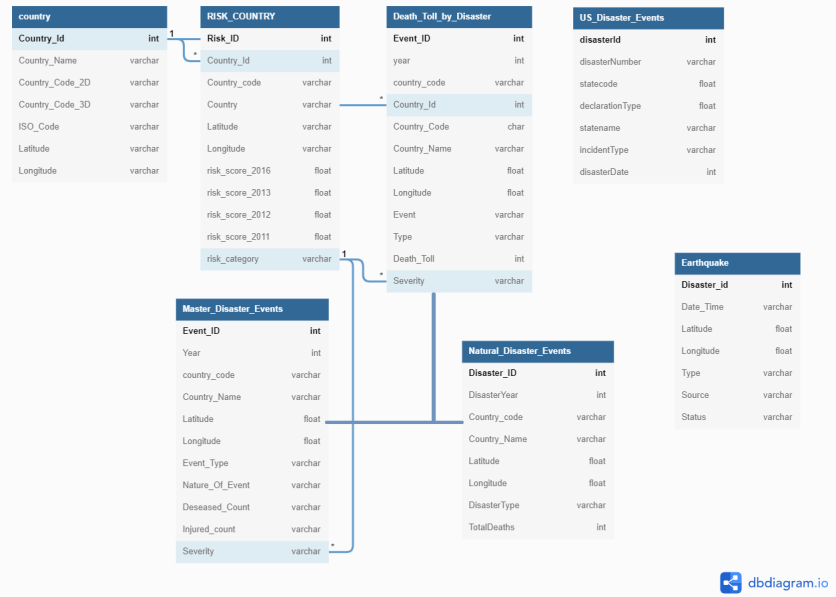 country
Country_Id int
Country_Name varchar
Country_Code_2D varchar
Country_Code_3D varchar
ISO_Code varchar
Latitude varchar
Longitude varchar
1
*
RISK_COUNTRY
Risk_ID int
Country_Id int
Country_code varchar
Country varchar
Latitude varchar
Longitude varchar
risk_score_2016 float
risk_score_2013 float
risk_score_2012 float
risk_score_2011 float
risk_category varchar
1
*
*
Death_Toll_by_Disaster
Event_ID int
year int
country_code varchar
Country_Id int
Country_Code char
Country_Name varchar
Latitude float
Longitude float
Event varchar
Type varchar
Death_Toll int
Severity varchar
US_Disaster_Events
disasterId int
disasterNumber varchar
statecode float
declarationType float
statename varchar
incidentType varchar
disasterDate int
Earthquake
Disaster_id int
Date_Time varchar
Latitude float
Longitude float
Type varchar
Source varchar
Status varchar
Master_Disaster_Events
Event_ID int
Year int
country_code varchar
Country_Name varchar
Latitude float
Longitude float
Event_Type varchar
Nature_Of_Event varchar
Deseased_Count varchar
Injured_count varchar
Severity varchar
*
Natural_Disaster_Events
Disaster_ID int
DisasterYear int
Country_code varchar
Country_Name varchar
Latitude float
Longitude float
DisasterType varchar
TotalDeaths int
dbdiagram.io